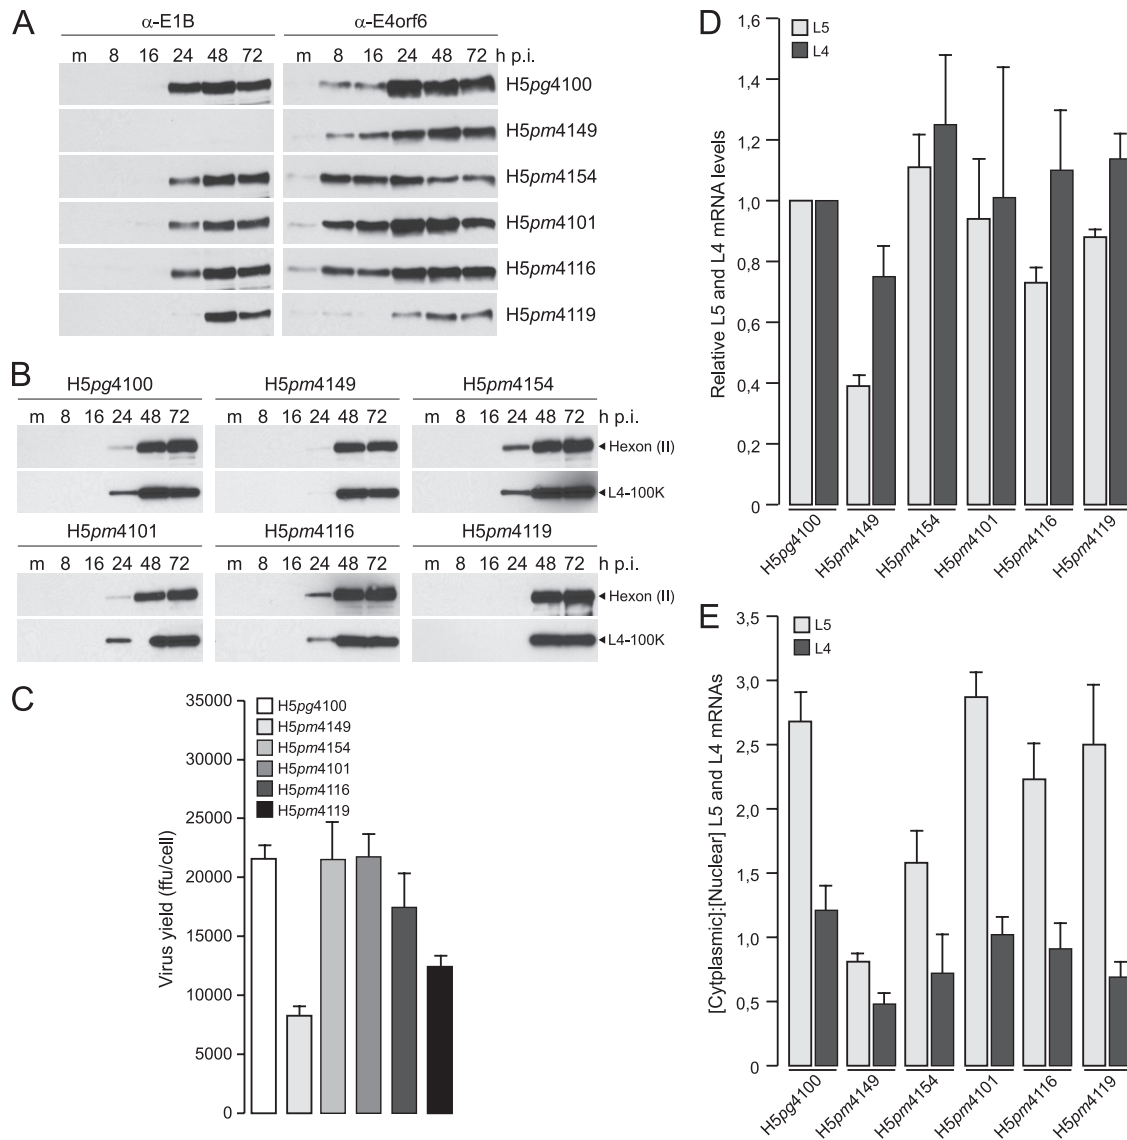 A
α-E1B α-E4orf6
m 8 16 24 48 72 m 8 16 24 48 72 h p.i.
H5pg4100
H5pm4149
H5pm4154
H5pm4101
H5pm4116
H5pm4119
B
H5pg4100 H5pm4149 H5pm4154
m 8 16 24 48 72 m 8 16 24 48 72 m 8 16 24 48 72 h p.i.
Hexon (II)
L4-100K
H5pm4101 H5pm4116 H5pm4119
m 8 16 24 48 72 m 8 16 24 48 72 m 8 16 24 48 72 h p.i.
Hexon (II)
L4-100K
C
Virus yield (ffu/cell)
35000
30000
25000
20000
15000
10000
5000
0
H5pg4100
H5pm4149
H5pm4154
H5pm4101
H5pm4116
H5pm4119
D
Relative L5 and L4 mRNA levels
1,6
1,4
1,2
1,0
0,8
0,6
0,4
0,2
0
L5
L4
H5pg4100 H5pm4149 H5pm4154 H5pm4101 H5pm4116 H5pm4119
E
[Cytplasmic]:[Nuclear] L5 and L4 mRNAs
3,5
3,0
2,5
2,0
1,5
1,0
0,5
0
L5
L4
H5pg4100 H5pm4149 H5pm4154 H5pm4101 H5pm4116 H5pm4119